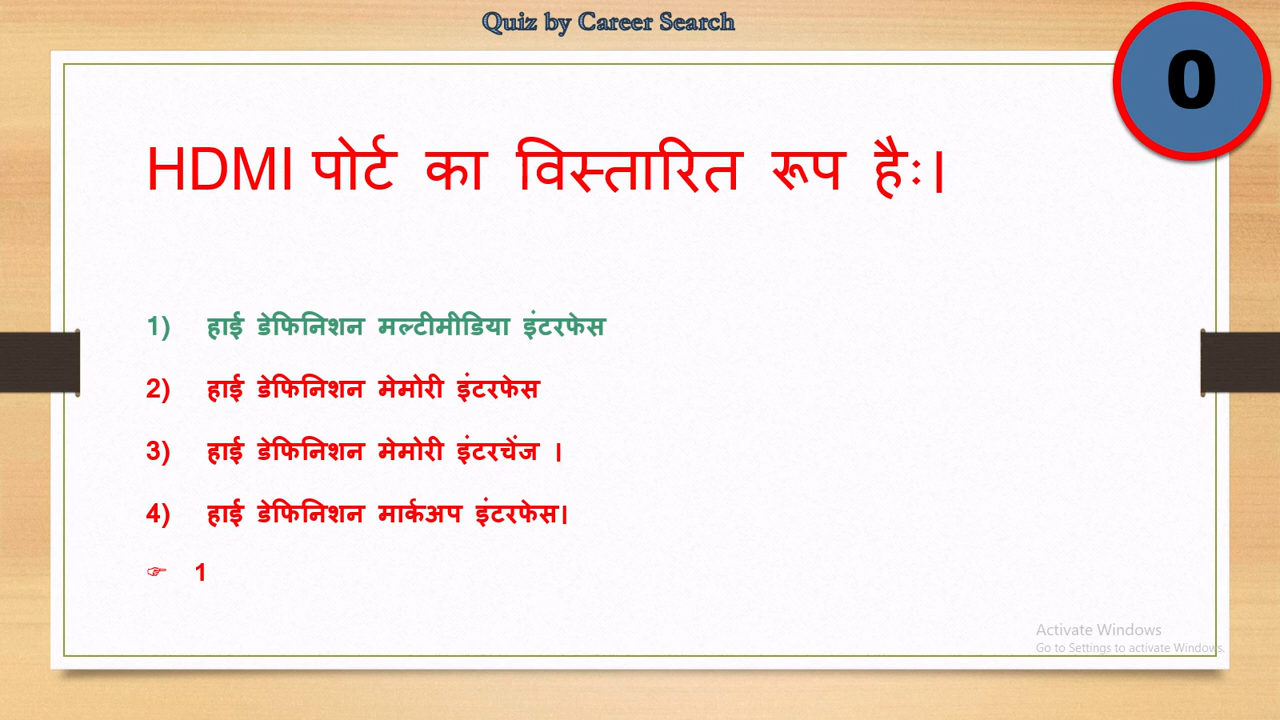 Quiz by Career Search
0
HDMI पोर्ट का विस्तारित रूप हैः।
1) हाई डेफिनिशन मल्टीमीडिया इंटरफेस
2) हाई डेफिनिशन मेमोरी इंटरफेस
3) हाई डेफिनिशन मेमोरी इंटरचेंज ।
4) हाई डेफिनिशन मार्कअप इंटरफेस।
☞ 1
Activate Windows
Go to Settings to activate Windows.